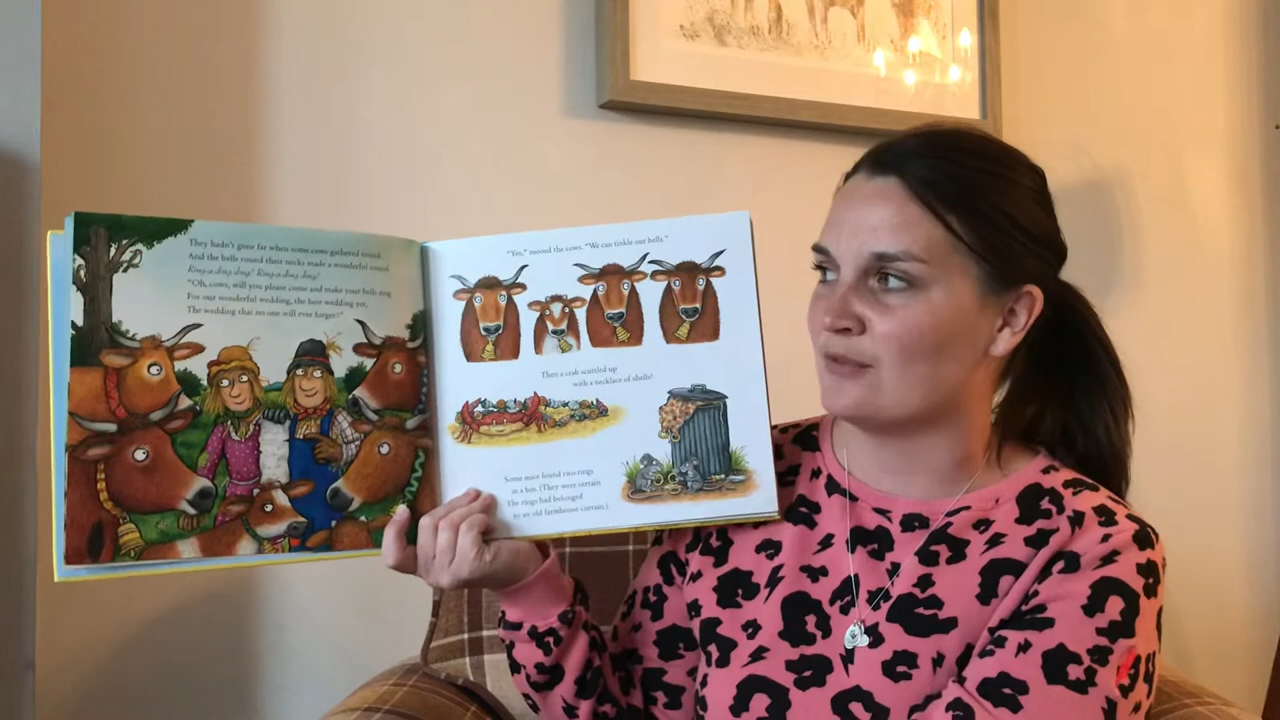 They hadn't gone far when some cows gathered round,
And the bells round their necks made a wonderful sound.
Ring-a-ding ding! Ring-a-ding ding!
"Oh, cows, will you please come and make your bells ring
For our wonderful wedding, the best wedding yet,
The wedding that no one will ever forget?"
"Yes," mooed the cows. "We can tinkle our bells."
Then a crab scuttled up
with a necklace of shells!
Some mice found two rings
in a bin. (They were certain
The rings had belonged
to an old farmhouse curtain.)